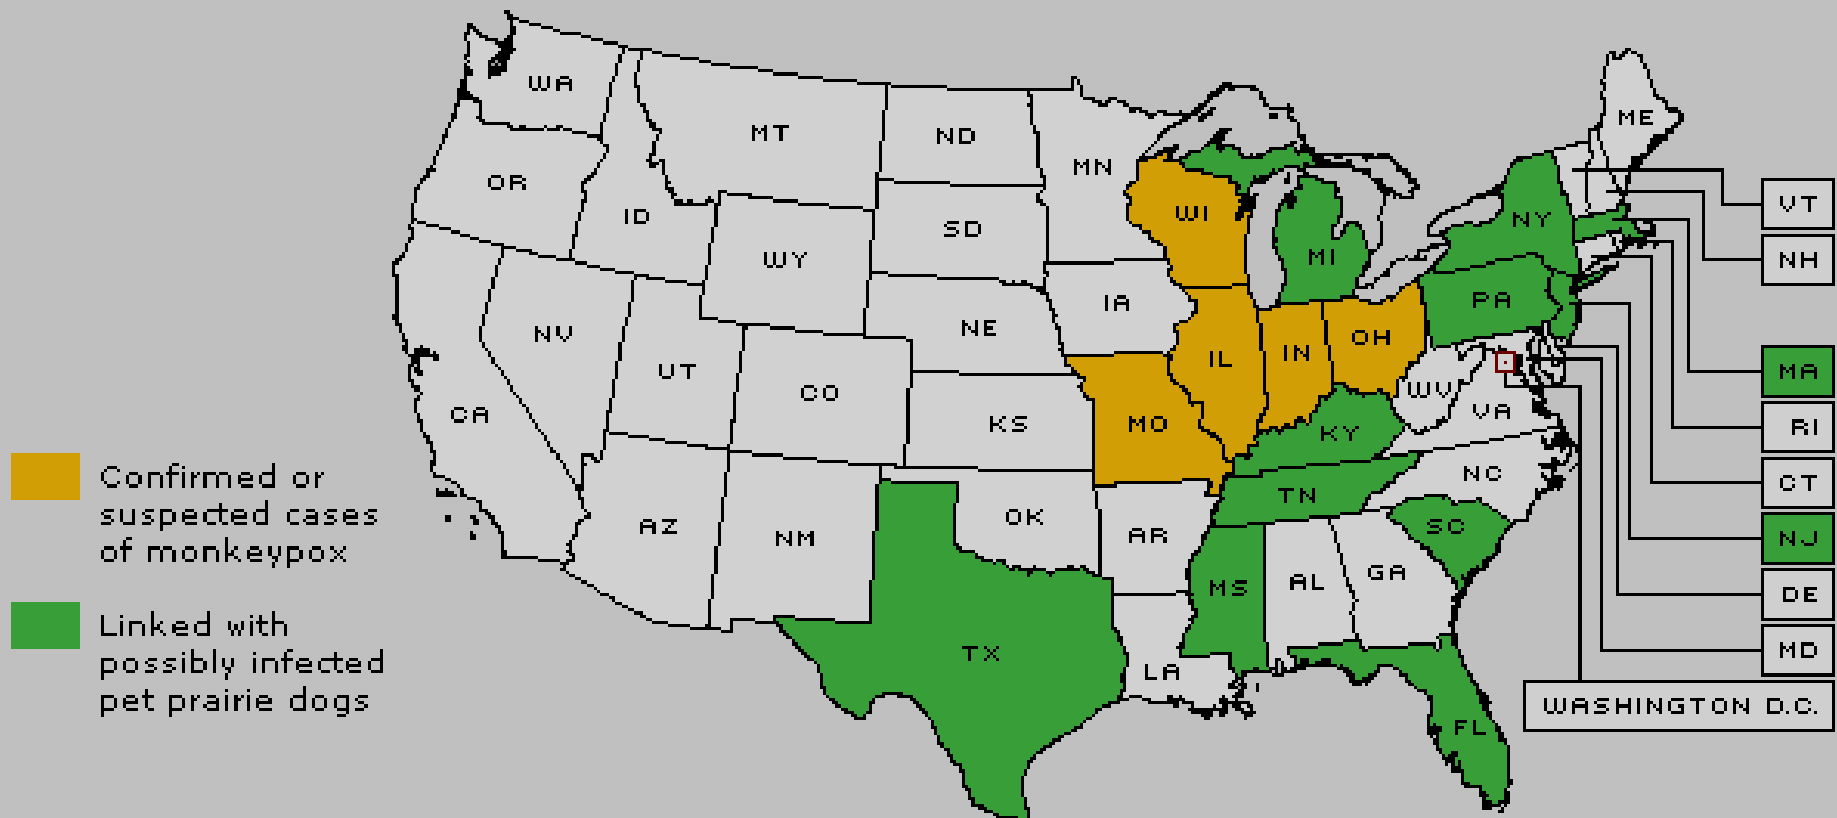 WA
MT
ND
MN
ME
OR
ID
SD
WI
NY
VT
WY
MI
NH
IA
PA
NV
NE
OH
UT
CO
IL
IN
MA
CA
KS
MO
WV
VA
KY
RI
NC
CT
TN
AZ
NM
OK
AR
SC
NJ
MS
AL
GA
DE
TX
LA
MD
FL
WASHINGTON D.C.
Confirmed or
suspected cases
of monkeypox
Linked with
possibly infected
pet prairie dogs